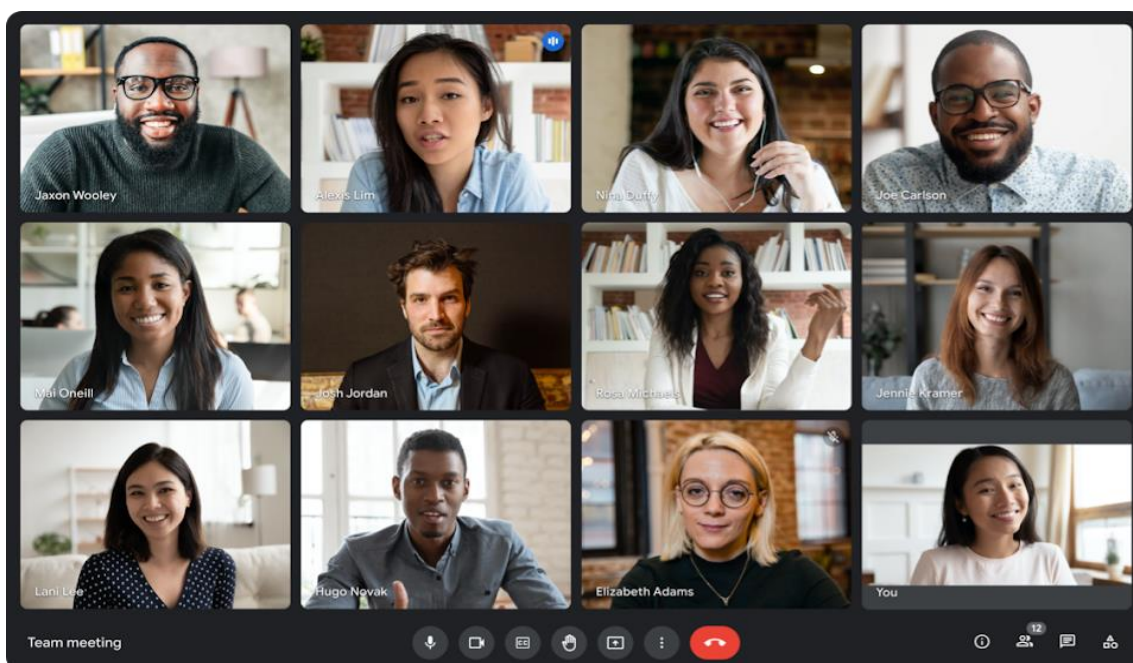 Jaxon Wooley
Alexis Lim
Nina Duffy
Joe Carlson
Mai Oneill
Josh Jordan
Rosa Michaels
Jennie Kramer
Lani Lee
Hugo Novak
Elizabeth Adams
You
Team meeting
CC
12